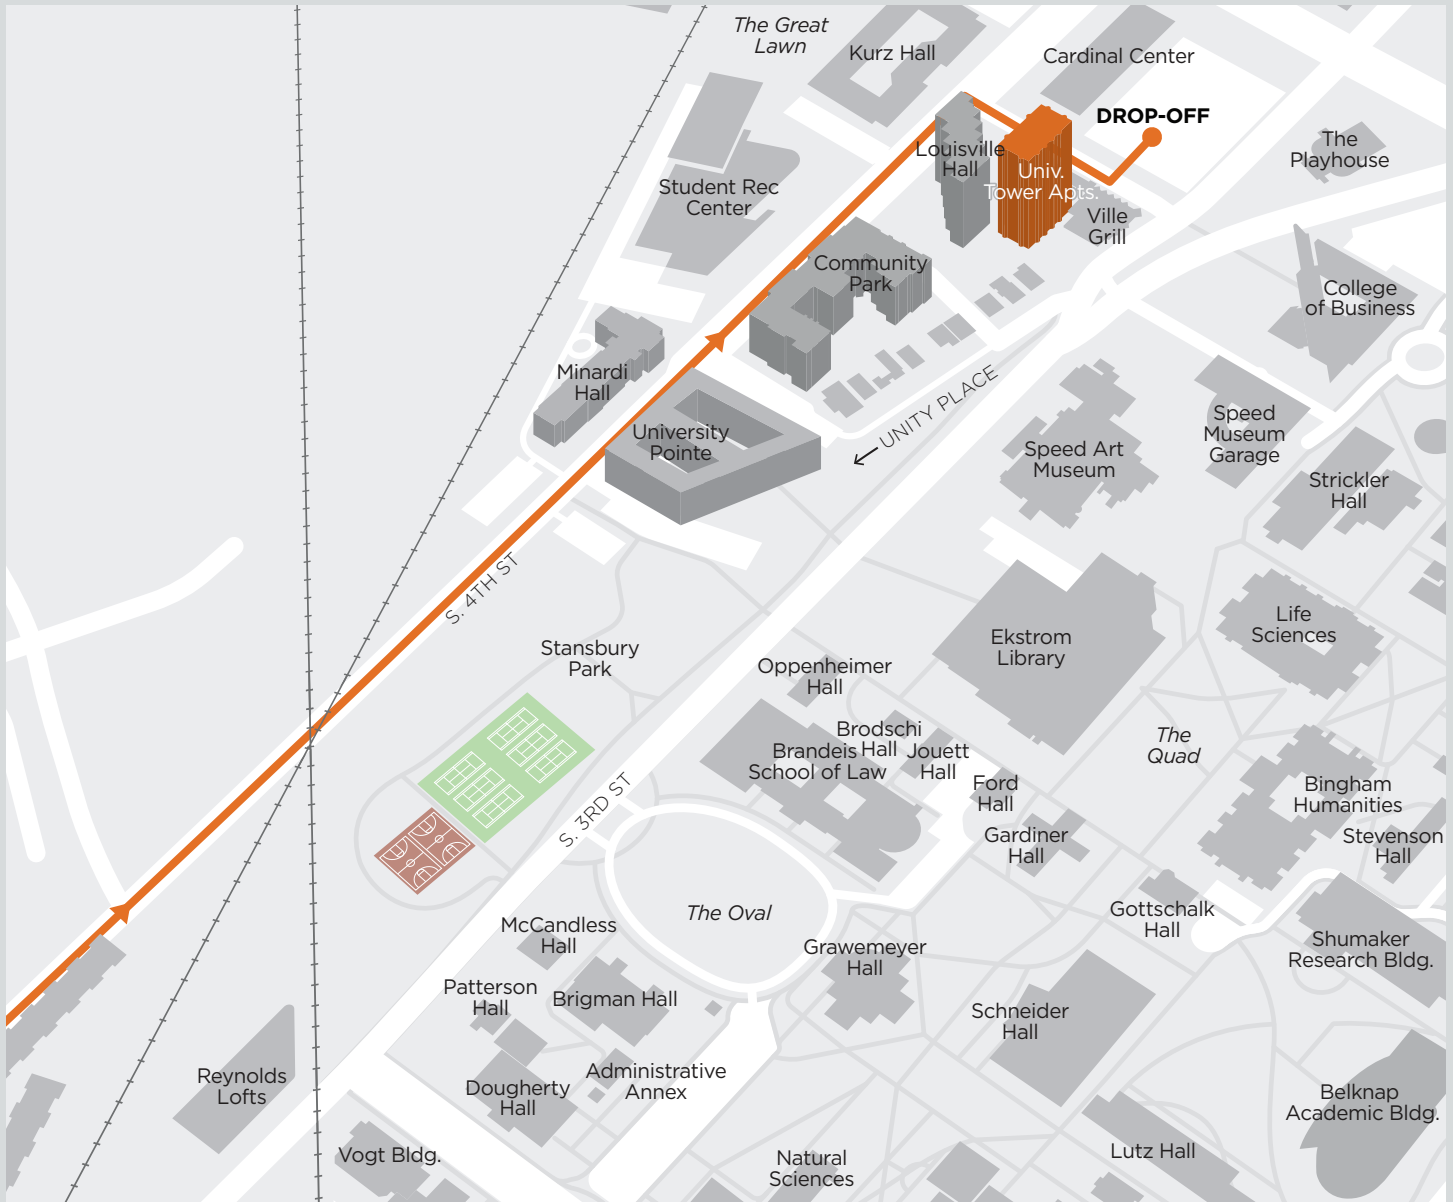 The Great
Lawn
Kurz Hall
Cardinal Center
DROP-OFF
The
Playhouse
Louisville
Hall
Univ.
Tower Apts.
Student Rec
Center
Ville
Grill
Community
Park
College
of Business
Minardi
Hall
UNITY PLACE
University
Pointe
Speed
Museum
Garage
Speed Art
Museum
Strickler
Hall
S. 4TH ST
Life
Sciences
Ekstrom
Library
Stansbury
Park
Oppenheimer
Hall
Brodschi
Hall
Brandeis
School of Law
Jouett
Hall
The
Quad
Ford
Hall
Bingham
Humanities
S. 3RD ST
Gardiner
Hall
Stevenson
Hall
The Oval
Gottschalk
Hall
McCandless
Hall
Grawemeyer
Hall
Shumaker
Research Bldg.
Patterson
Hall
Brigman Hall
Schneider
Hall
Reynolds
Lofts
Administrative
Annex
Dougherty
Hall
Belknap
Academic Bldg.
Vogt Bldg.
Natural
Sciences
Lutz Hall